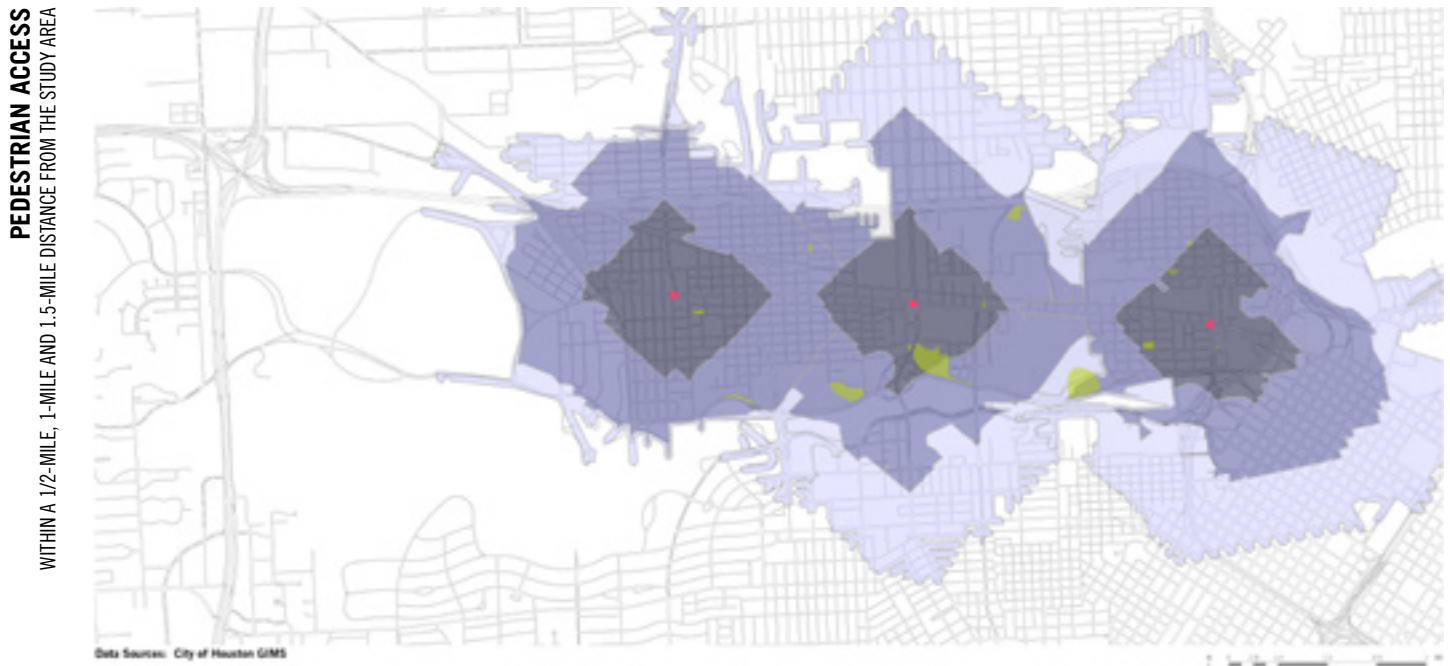 PEDESTRIAN ACCESS
WITHIN A 1/2-MILE, 1-MILE AND 1.5-MILE DISTANCE FROM THE STUDY AREA
Data Sources: City of Houston GIMS